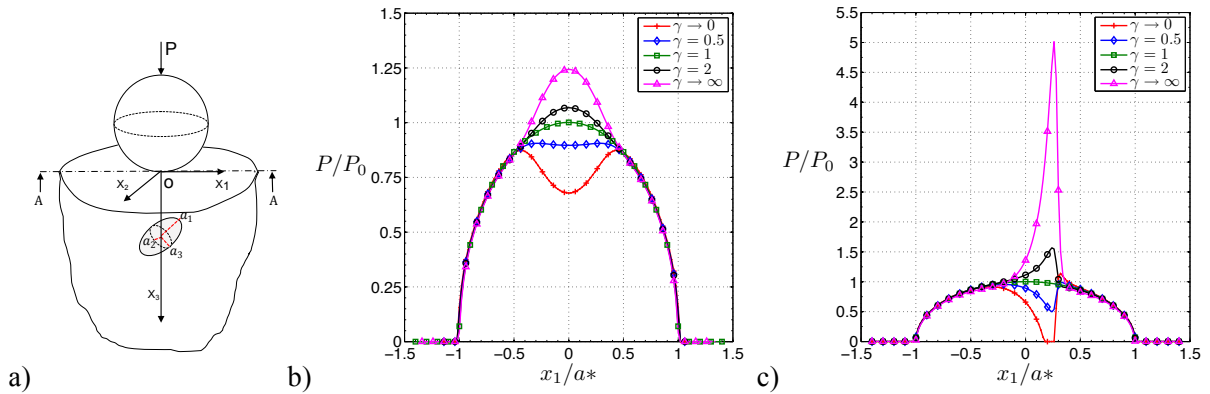 a)
P
O
x₁
x₂
x₃
A
A
a₁
a₂
a₃
b)
P/P₀
1.25
1
0.75
0.5
0.25
0
−1.5 −1 −0.5 0 0.5 1 1.5
x₁/a*
γ → 0
γ = 0.5
γ = 1
γ = 2
γ → ∞
c)
P/P₀
5.5
5
4.5
4
3.5
3
2.5
2
1.5
1
0.5
0
−1.5 −1 −0.5 0 0.5 1 1.5
x₁/a*
γ → 0
γ = 0.5
γ = 1
γ = 2
γ → ∞